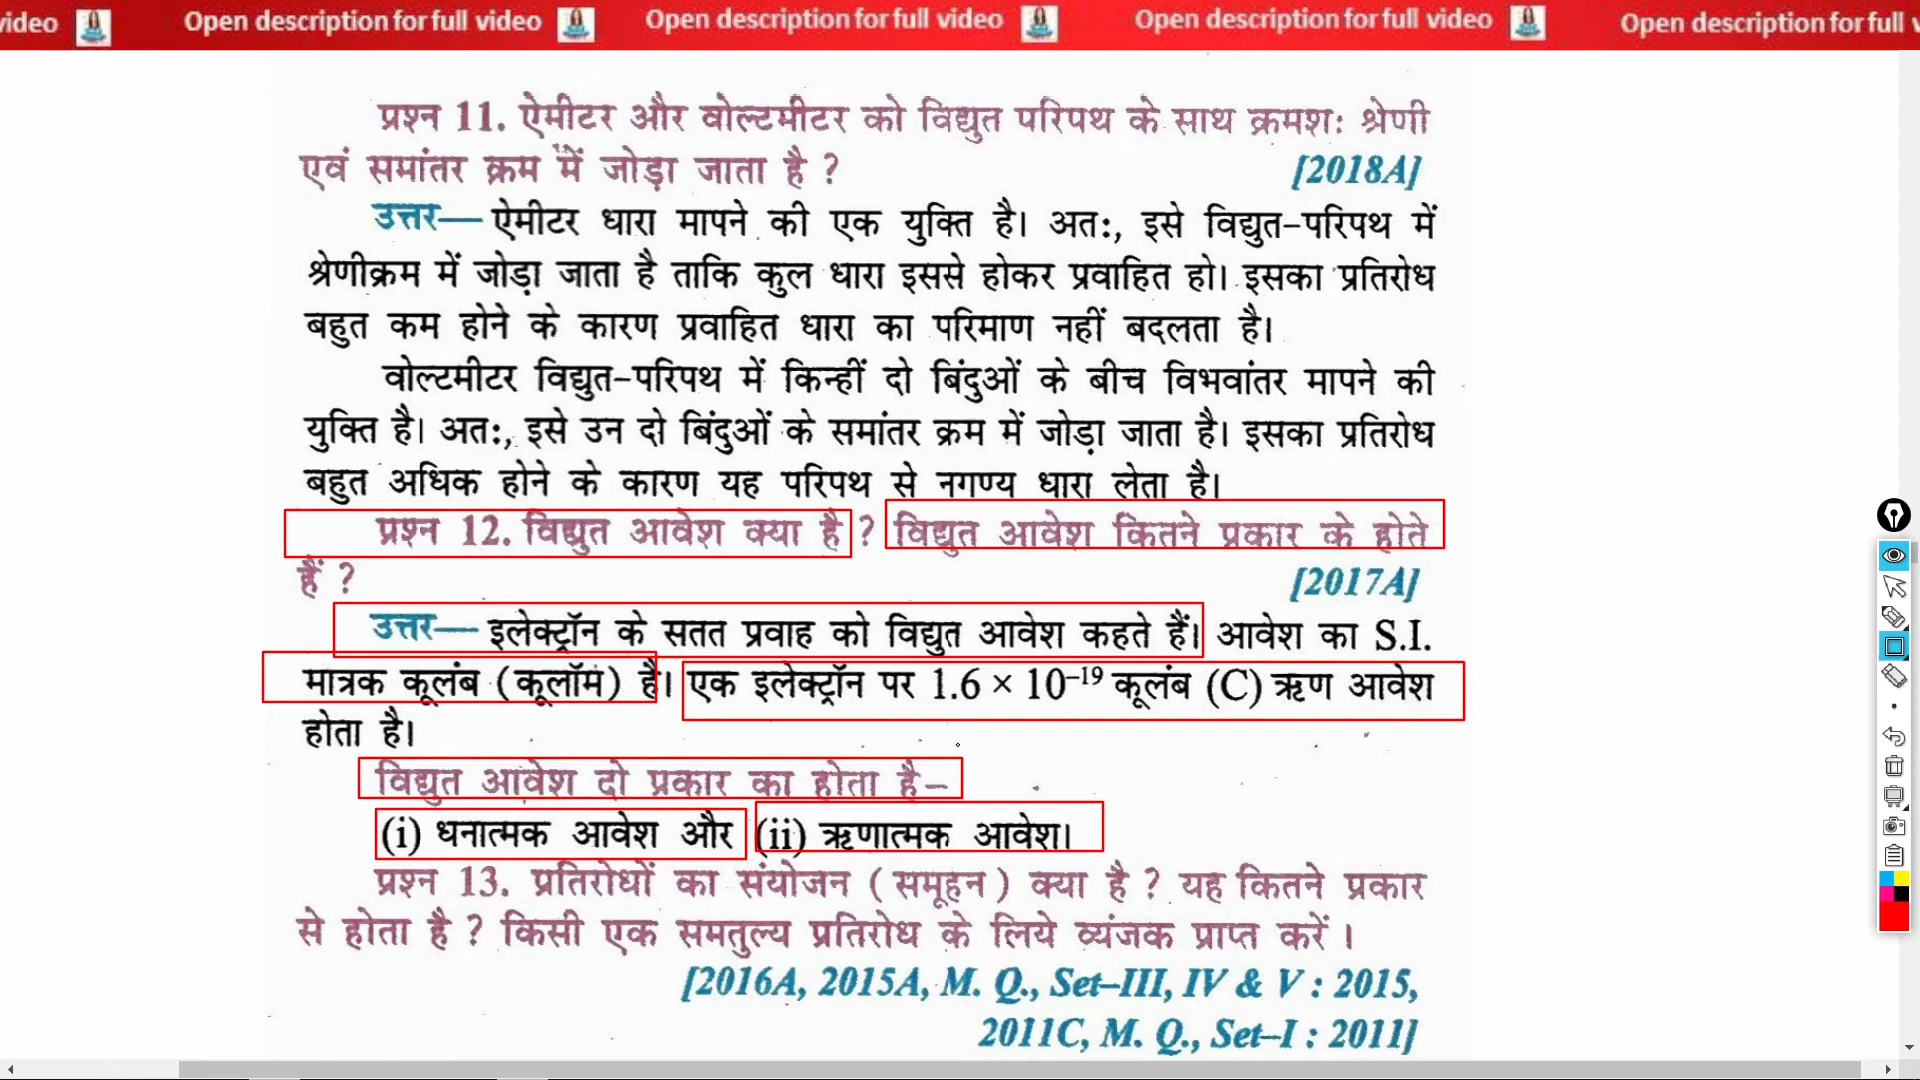 video Open description for full video Open description for full video Open description for full video Open description for full v
प्रश्न 11. ऐमीटर और वोल्टमीटर को विद्युत परिपथ के साथ क्रमशः श्रेणी
एवं समांतर क्रम में जोड़ा जाता है ? [2018A]
उत्तर— ऐमीटर धारा मापने की एक युक्ति है। अतः, इसे विद्युत-परिपथ में
श्रेणीक्रम में जोड़ा जाता है ताकि कुल धारा इससे होकर प्रवाहित हो। इसका प्रतिरोध
बहुत कम होने के कारण प्रवाहित धारा का परिमाण नहीं बदलता है।
वोल्टमीटर विद्युत-परिपथ में किन्हीं दो बिंदुओं के बीच विभवांतर मापने की
युक्ति है। अतः, इसे उन दो बिंदुओं के समांतर क्रम में जोड़ा जाता है। इसका प्रतिरोध
बहुत अधिक होने के कारण यह परिपथ से नगण्य धारा लेता है।
प्रश्न 12. विद्युत आवेश क्या है ? विद्युत आवेश कितने प्रकार के होते
हैं ? [2017A]
उत्तर— इलेक्ट्रॉन के सतत प्रवाह को विद्युत आवेश कहते हैं। आवेश का S.I.
मात्रक कूलंब (कूलॉम) है। एक इलेक्ट्रॉन पर 1.6 × 10⁻¹⁹ कूलंब (C) ऋण आवेश
होता है।
विद्युत आवेश दो प्रकार का होता है–
(i) धनात्मक आवेश और (ii) ऋणात्मक आवेश।
प्रश्न 13. प्रतिरोधों का संयोजन ( समूहन ) क्या है ? यह कितने प्रकार
से होता है ? किसी एक समतुल्य प्रतिरोध के लिये व्यंजक प्राप्त करें ।
[2016A, 2015A, M. Q., Set–III, IV & V : 2015,
2011C, M. Q., Set–I : 2011]